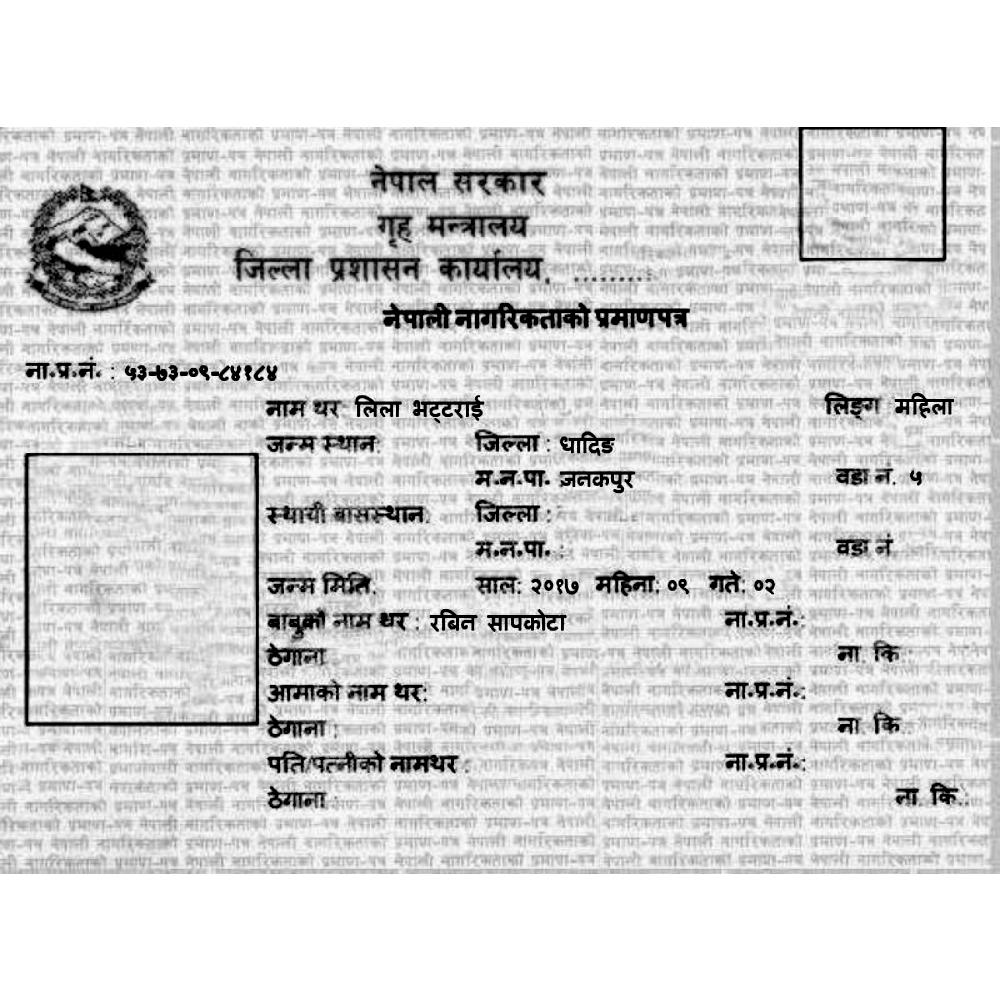 नेपाल सरकार
गृह मन्त्रालय
जिल्ला प्रशासन कार्यालय, .........
नेपाली नागरिकताको प्रमाणपत्र
ना.प्र.नं. : ५३-७३-०९-८४१८४
नाम थर: लिला भट्टराई लिङ्ग महिला
जन्म स्थान: जिल्ला : धादिङ
म.न.पा. जनकपुर वडा नं. ५
स्थायी बासस्थान: जिल्ला :
म.न.पा. : वडा नं.
जन्म मिति: साल: २०१७ महिना: ०९ गते: ०२
बाबुको नाम थर : रबिन सापकोटा ना.प्र.नं.:
ठेगाना : ना. कि.:
आमाको नाम थर: ना.प्र.नं.:
ठेगाना : ना. कि.:
पति/पत्नीको नामथर : ना.प्र.नं.:
ठेगाना : ना. कि.: